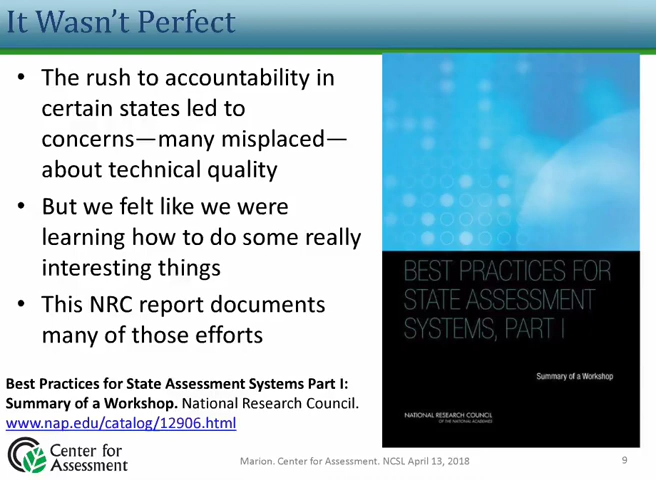 It Wasn't Perfect
• The rush to accountability in
certain states led to
concerns—many misplaced—
about technical quality
• But we felt like we were
learning how to do some really
interesting things
• This NRC report documents
many of those efforts
Best Practices for State Assessment Systems Part I:
Summary of a Workshop. National Research Council.
www.nap.edu/catalog/12906.html
BEST PRACTICES FOR
STATE ASSESSMENT
SYSTEMS, PART I
Summary of a Workshop
NATIONAL RESEARCH COUNCIL
OF THE NATIONAL ACADEMIES
Center for
Assessment
Marion. Center for Assessment. NCSL April 13, 2018
9